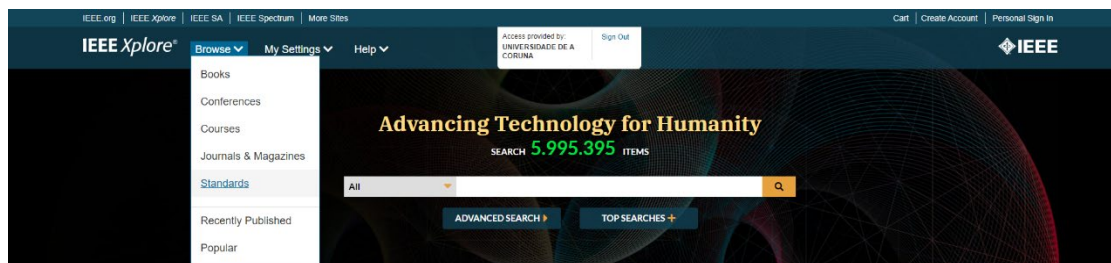 IEEE.org | IEEE Xplore | IEEE SA | IEEE Spectrum | More Sites
Cart | Create Account | Personal Sign In
IEEE Xplore®
Browse
My Settings
Help
Access provided by:
UNIVERSIDADE DE A
CORUNA
Sign Out
IEEE
Books
Conferences
Courses
Journals & Magazines
Standards
Recently Published
Popular
Advancing Technology for Humanity
SEARCH 5.995.395 ITEMS
All
ADVANCED SEARCH
TOP SEARCHES +